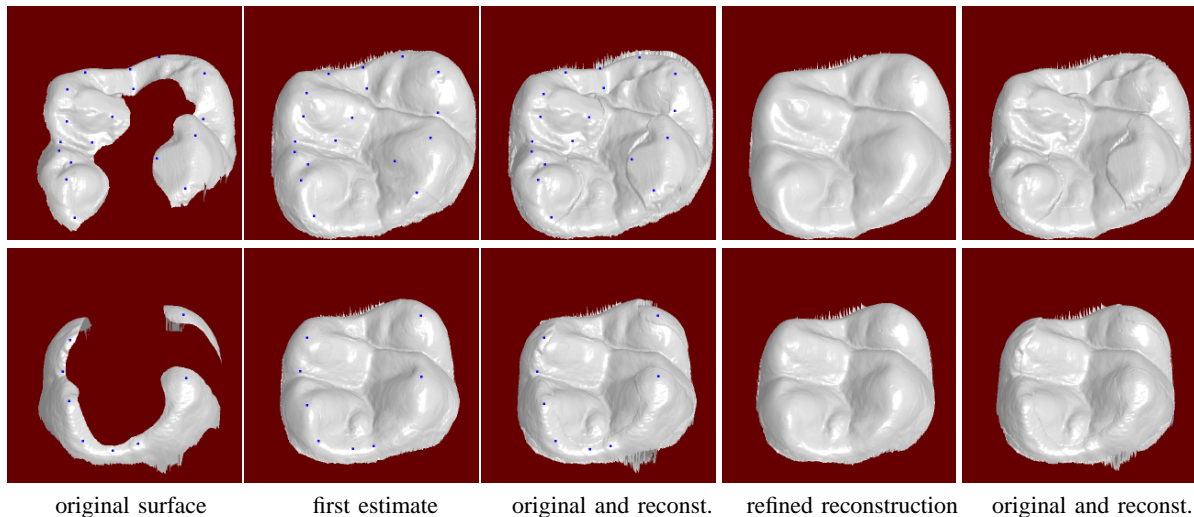 original surface first estimate original and reconst. refined reconstruction original and reconst.